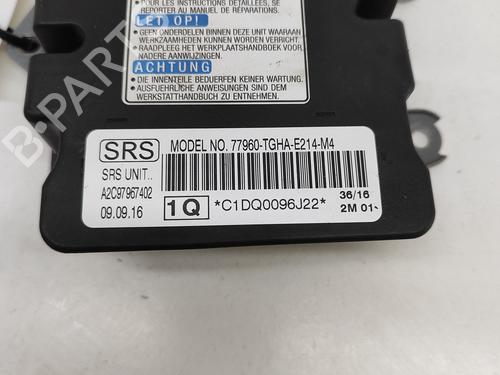 POUR LES INSTRUCTIONS DETAILLEES, SE
REPORTER AU MANUEL DE REPARATIONS.
LET OP!
GEEN ONDERDELEN BINNEN DEZE UNIT WAARAAN
WERKZAAMHEDEN KUNNEN WORDEN VERRICHT.
RAADPLEEG HET WERKPLAATSHANDBOEK VOOR
NADERE AANWIJZINGEN.
ACHTUNG
DIE INNENTEILE BEDUERFEN KEINER WARTUNG.
AUSFUEHRLICHE ANWEISUNGEN SIND DEM
WERKSTATTHANDBUCH ZU ENTNEHMEN.
SRS MODEL NO. 77960-TGHA-E214-M4
SRS UNIT..
A2C97967402
09.09.16
1Q *C1DQ0096J22*
36/16
2M 01
B-PARTS